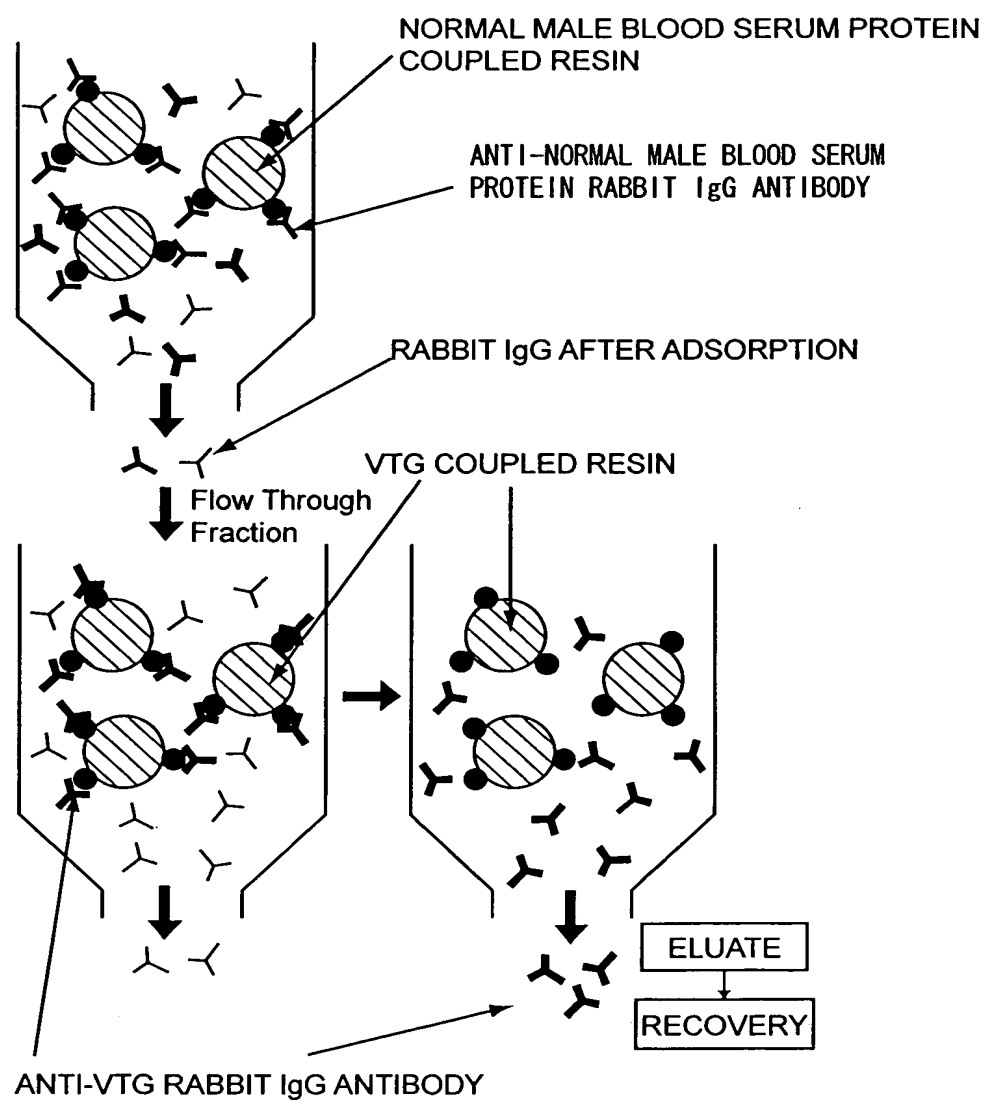 NORMAL MALE BLOOD SERUM PROTEIN
COUPLED RESIN
ANTI-NORMAL MALE BLOOD SERUM
PROTEIN RABBIT IgG ANTIBODY
RABBIT IgG AFTER ADSORPTION
VTG COUPLED RESIN
Flow Through
Fraction
ELUATE
RECOVERY
ANTI-VTG RABBIT IgG ANTIBODY